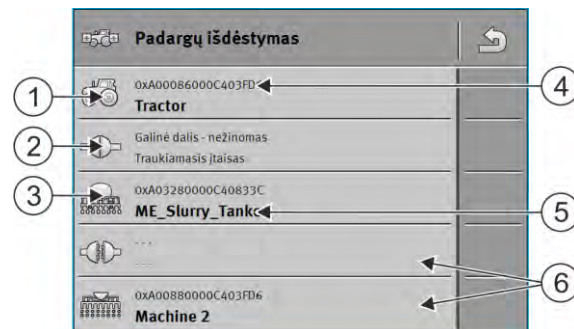 Padargų išdėstymas
0xA00086000C403FD
Tractor
Galinė dalis - nežinomas
Traukiamasis įtaisas
0xA03280000C40833C
ME_Slurry_Tank
- - -
- - -
0xA00880000C403FD6
Machine 2
1
2
3
4
5
6